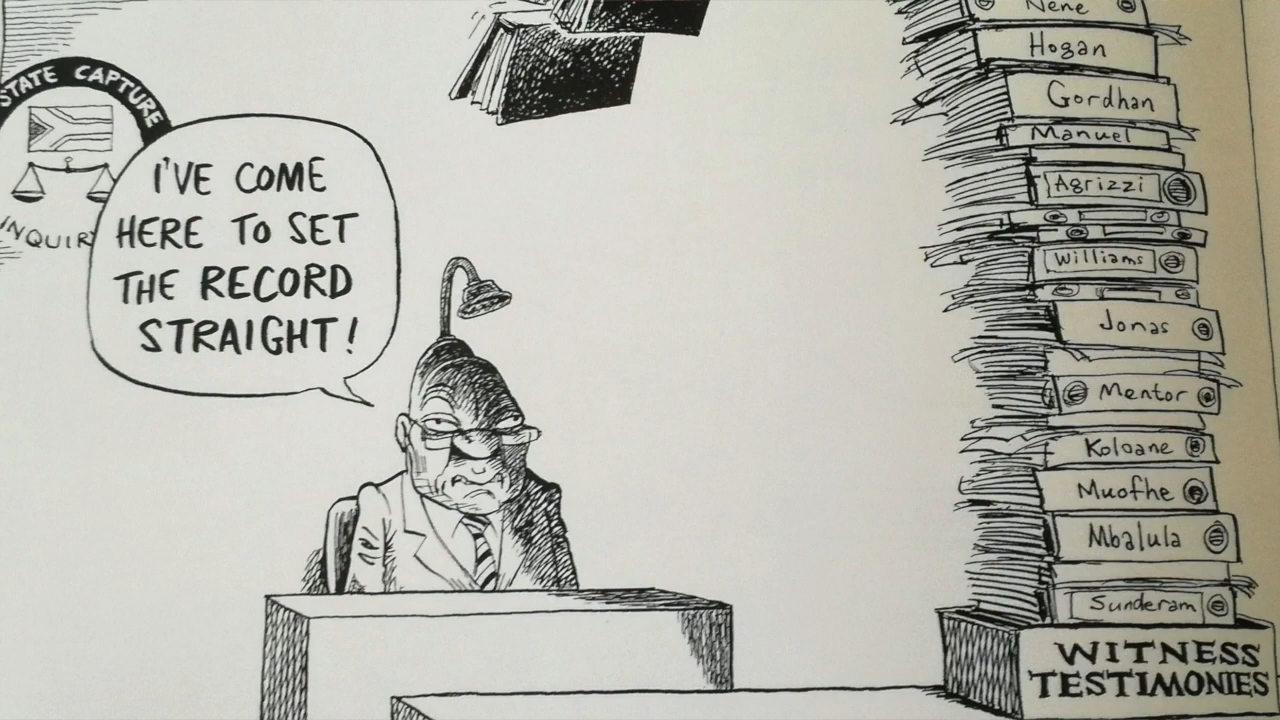 STATE CAPTURE
INQUIR
I'VE COME
HERE TO SET
THE RECORD
STRAIGHT!
Nene
Hogan
Gordhan
Manuel
Agrizzi
Williams
Jonas
Mentor
Koloane
Muofhe
Mbalula
Sunderam
WITNESS
TESTIMONIES